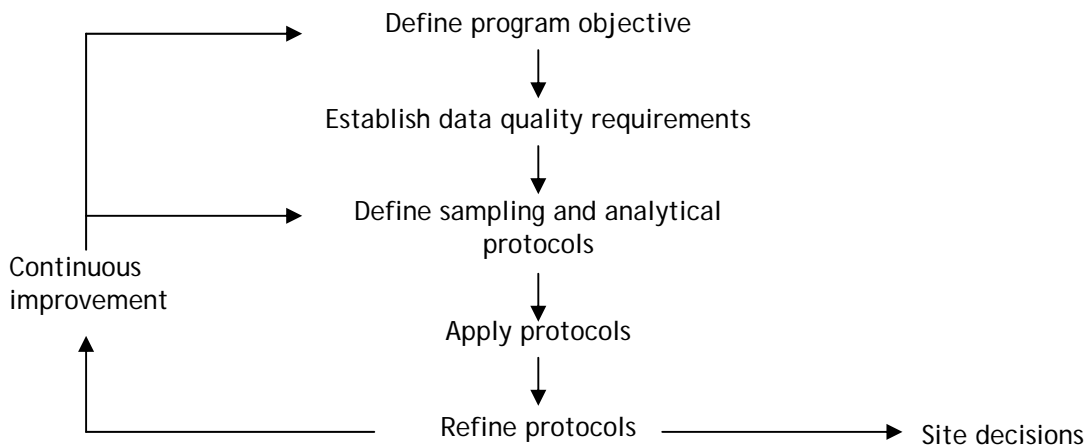 Define program objective
Establish data quality requirements
Define sampling and analytical
protocols
Continuous
improvement
Apply protocols
Refine protocols
Site decisions